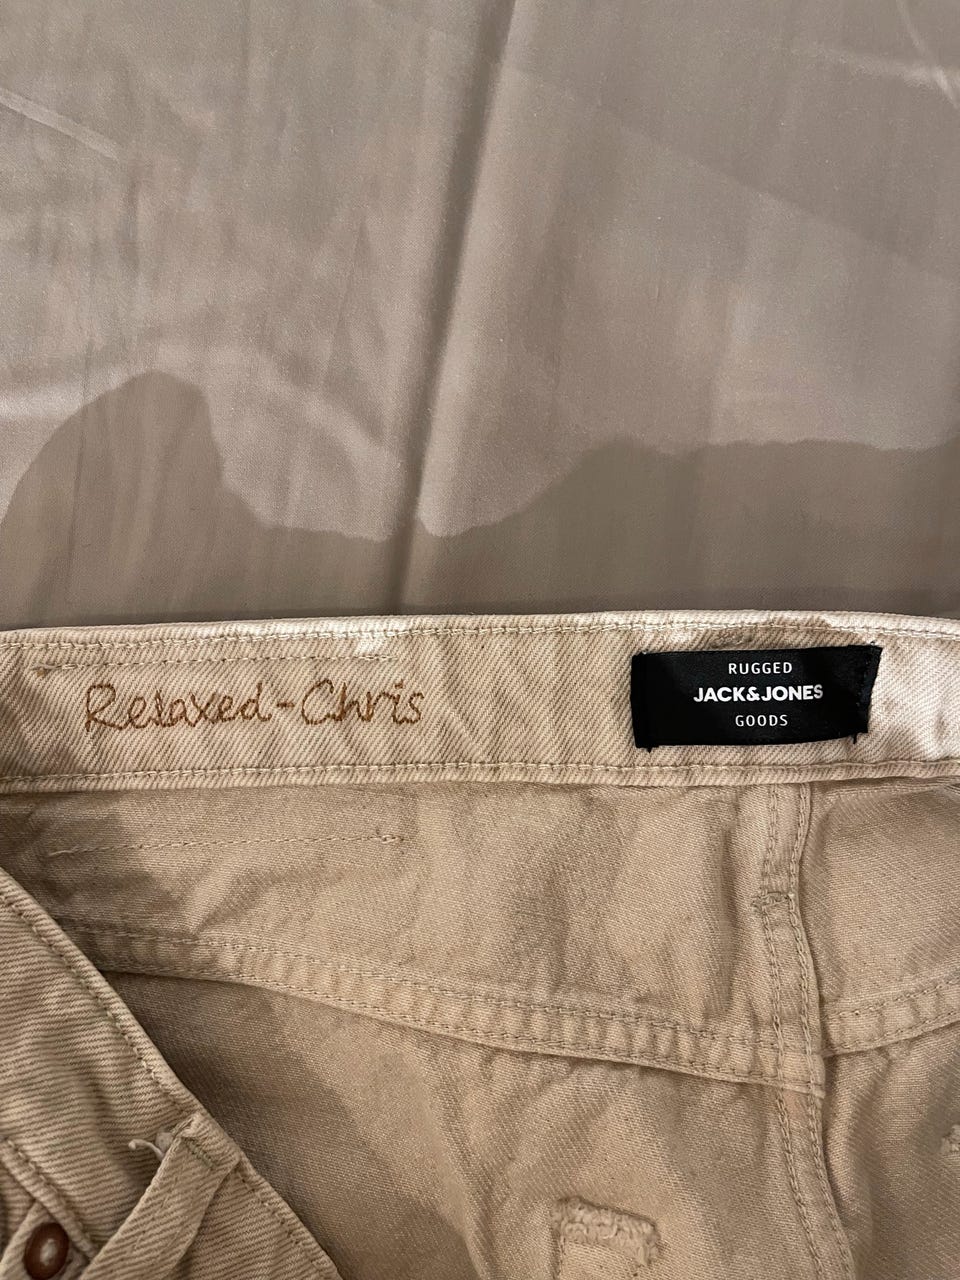 Relaxed-Chris
RUGGED
JACK&JONES
GOODS